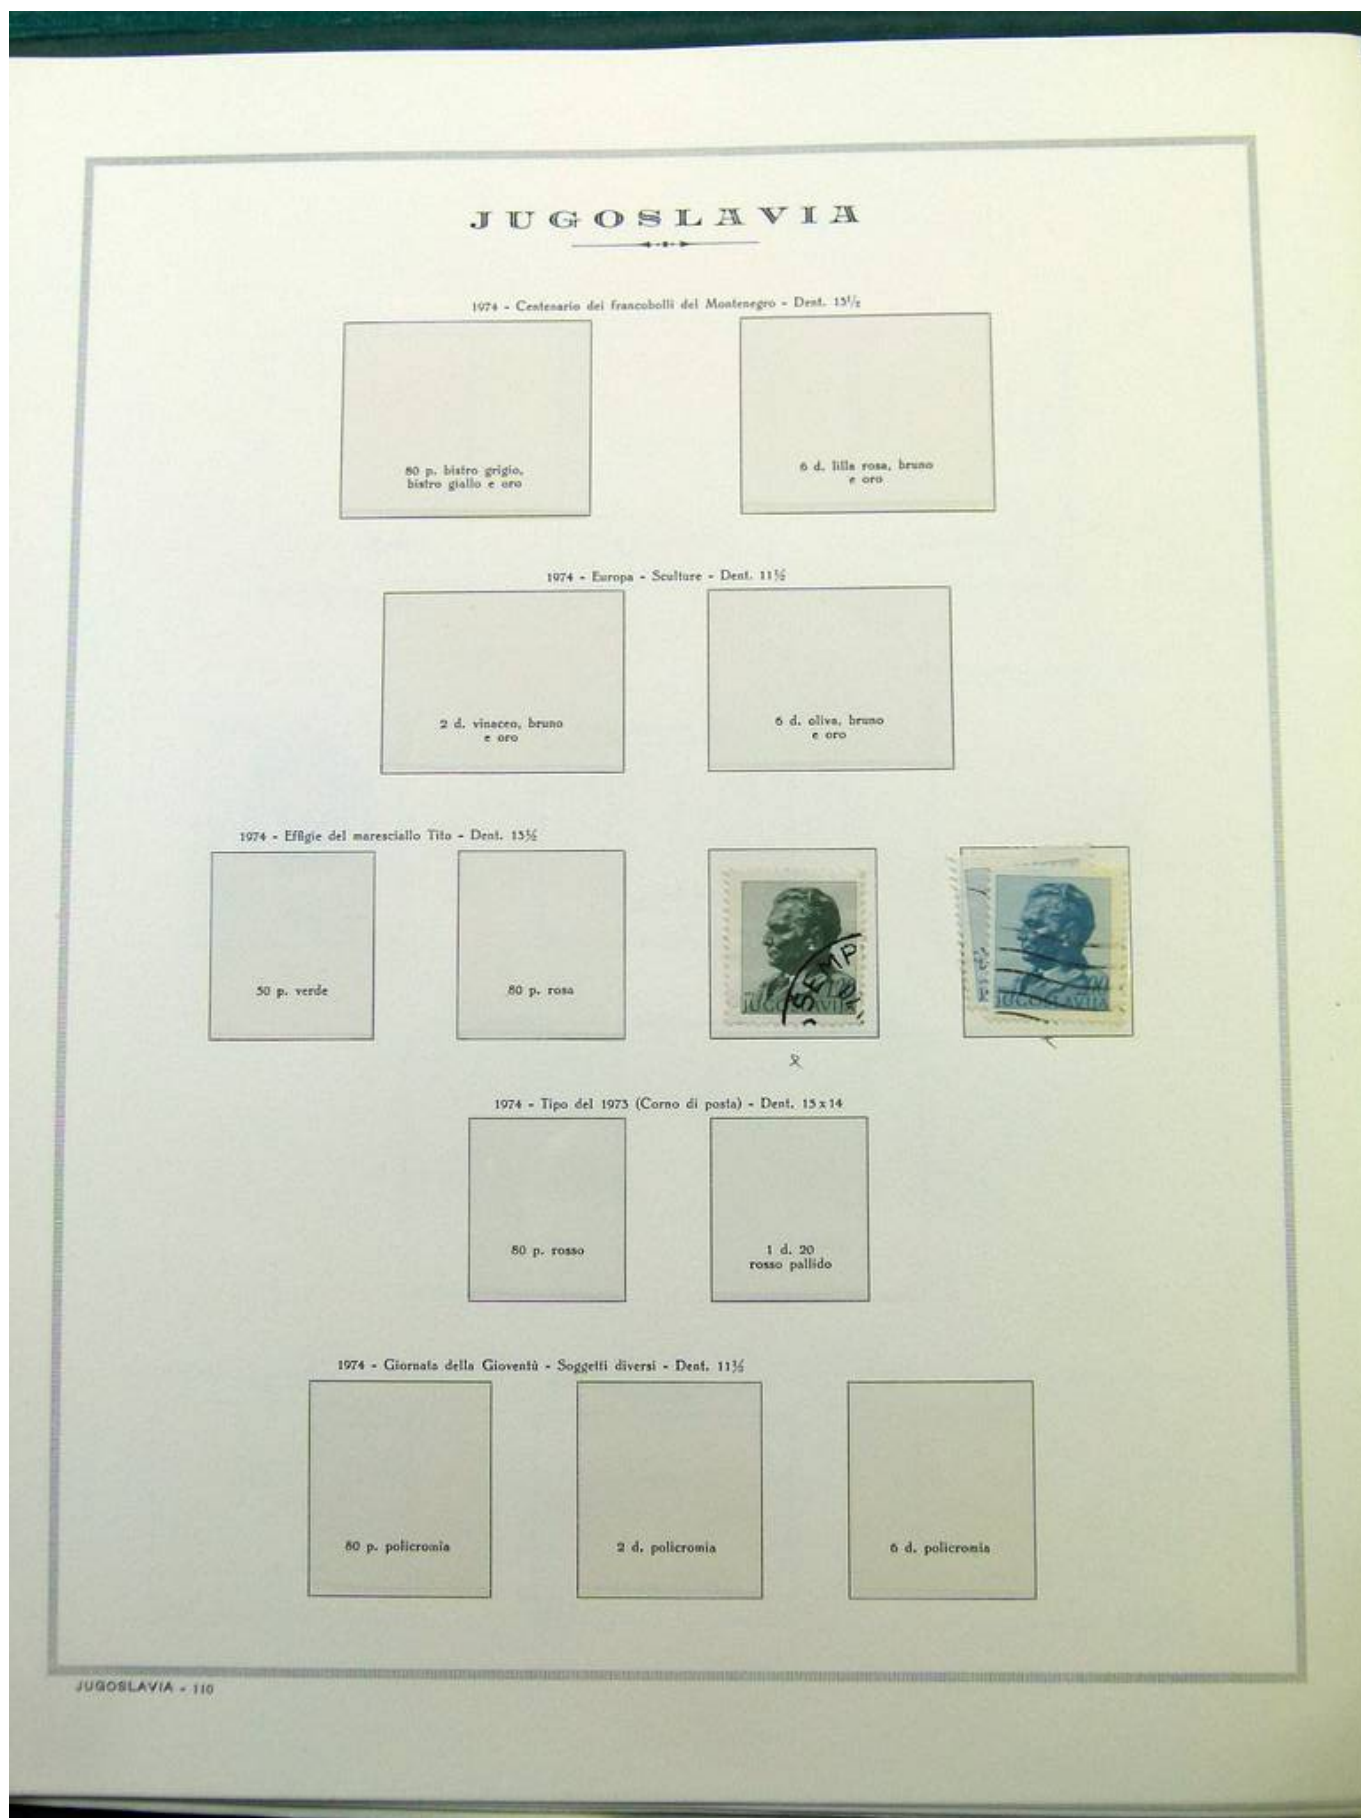 JUGOSLAVIA
1974 - Centenario dei francobolli del Montenegro - Dent. 13½
80 p. bistro grigio,
bistro giallo e oro
6 d. lilla rosa, bruno
e oro
1974 - Europa - Sculture - Dent. 11½
2 d. vinaceo, bruno
e oro
6 d. oliva, bruno
e oro
1974 - Effigie del maresciallo Tito - Dent. 13½
50 p. verde
80 p. rosa
SEMP
JUGOSLAVIJA
JUGOSLAVIJA
1974 - Tipo del 1973 (Corno di posta) - Dent. 13x14
80 p. rosso
1 d. 20
rosso pallido
1974 - Giornata della Gioventù - Soggetti diversi - Dent. 11½
80 p. policromia
2 d. policromia
6 d. policromia
JUGOSLAVIA - 110